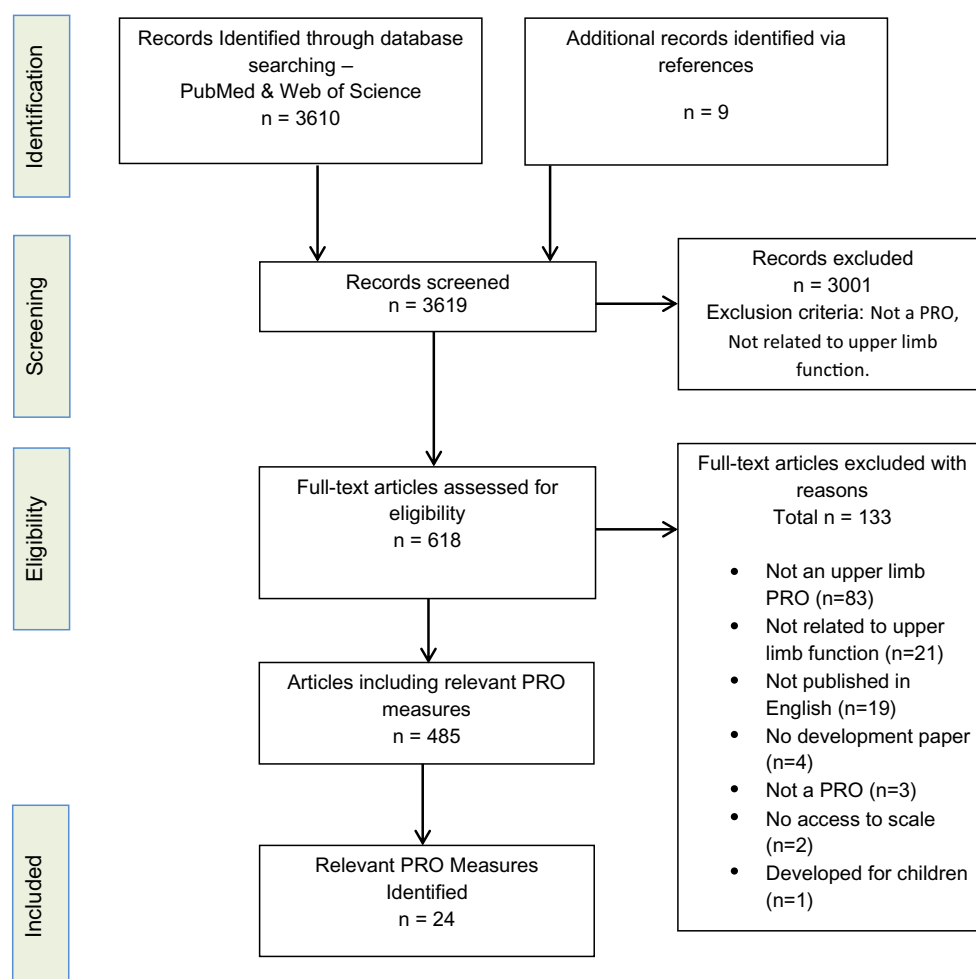 Identification
Records Identified through database
searching –
PubMed & Web of Science
n = 3610
Additional records identified via
references
n = 9
Screening
Records screened
n = 3619
Records excluded
n = 3001
Exclusion criteria: Not a PRO,
Not related to upper limb
function.
Eligibility
Full-text articles assessed for
eligibility
n = 618
Full-text articles excluded with
reasons
Total n = 133
• Not an upper limb
PRO (n=83)
• Not related to upper
limb function (n=21)
• Not published in
English (n=19)
• No development paper
(n=4)
• Not a PRO (n=3)
• No access to scale
(n=2)
• Developed for children
(n=1)
Articles including relevant PRO
measures
n = 485
Included
Relevant PRO Measures
Identified
n = 24